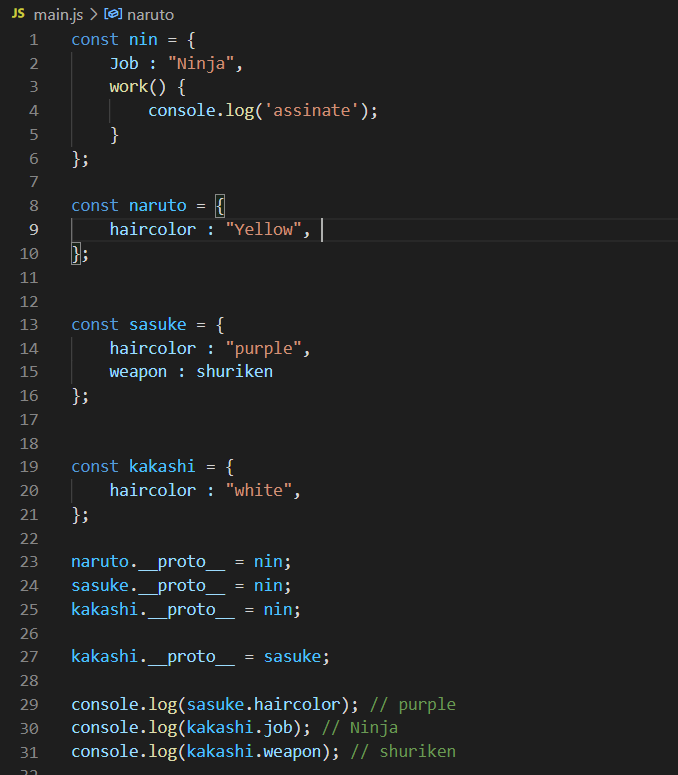 JS main.js > naruto
1 const nin = {
2 Job : "Ninja",
3 work() {
4 console.log('assinate');
5 }
6 };
7
8 const naruto = {
9 haircolor : "Yellow",
10 };
11
12
13 const sasuke = {
14 haircolor : "purple",
15 weapon : shuriken
16 };
17
18
19 const kakashi = {
20 haircolor : "white",
21 };
22
23 naruto.__proto__ = nin;
24 sasuke.__proto__ = nin;
25 kakashi.__proto__ = nin;
26
27 kakashi.__proto__ = sasuke;
28
29 console.log(sasuke.haircolor); // purple
30 console.log(kakashi.job); // Ninja
31 console.log(kakashi.weapon); // shuriken